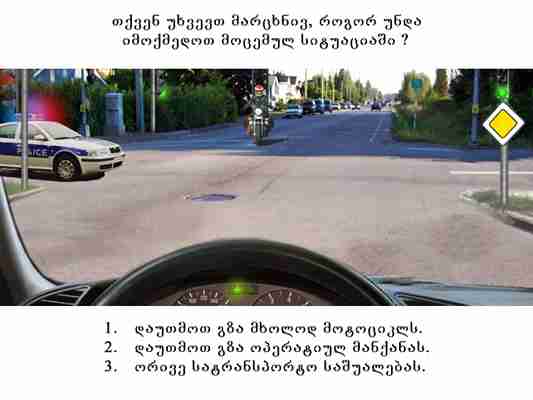 თქვენ უხვევთ მარცხნივ, როგორ უნდა
იმოქმედოთ მოცემულ სიტუაციაში ?
POLICE
1. დაუთმოთ გზა მხოლოდ მოტოციკლს.
2. დაუთმოთ გზა ოპერატიულ მანქანას.
3. ორივე სატრანსპორტო საშუალებას.